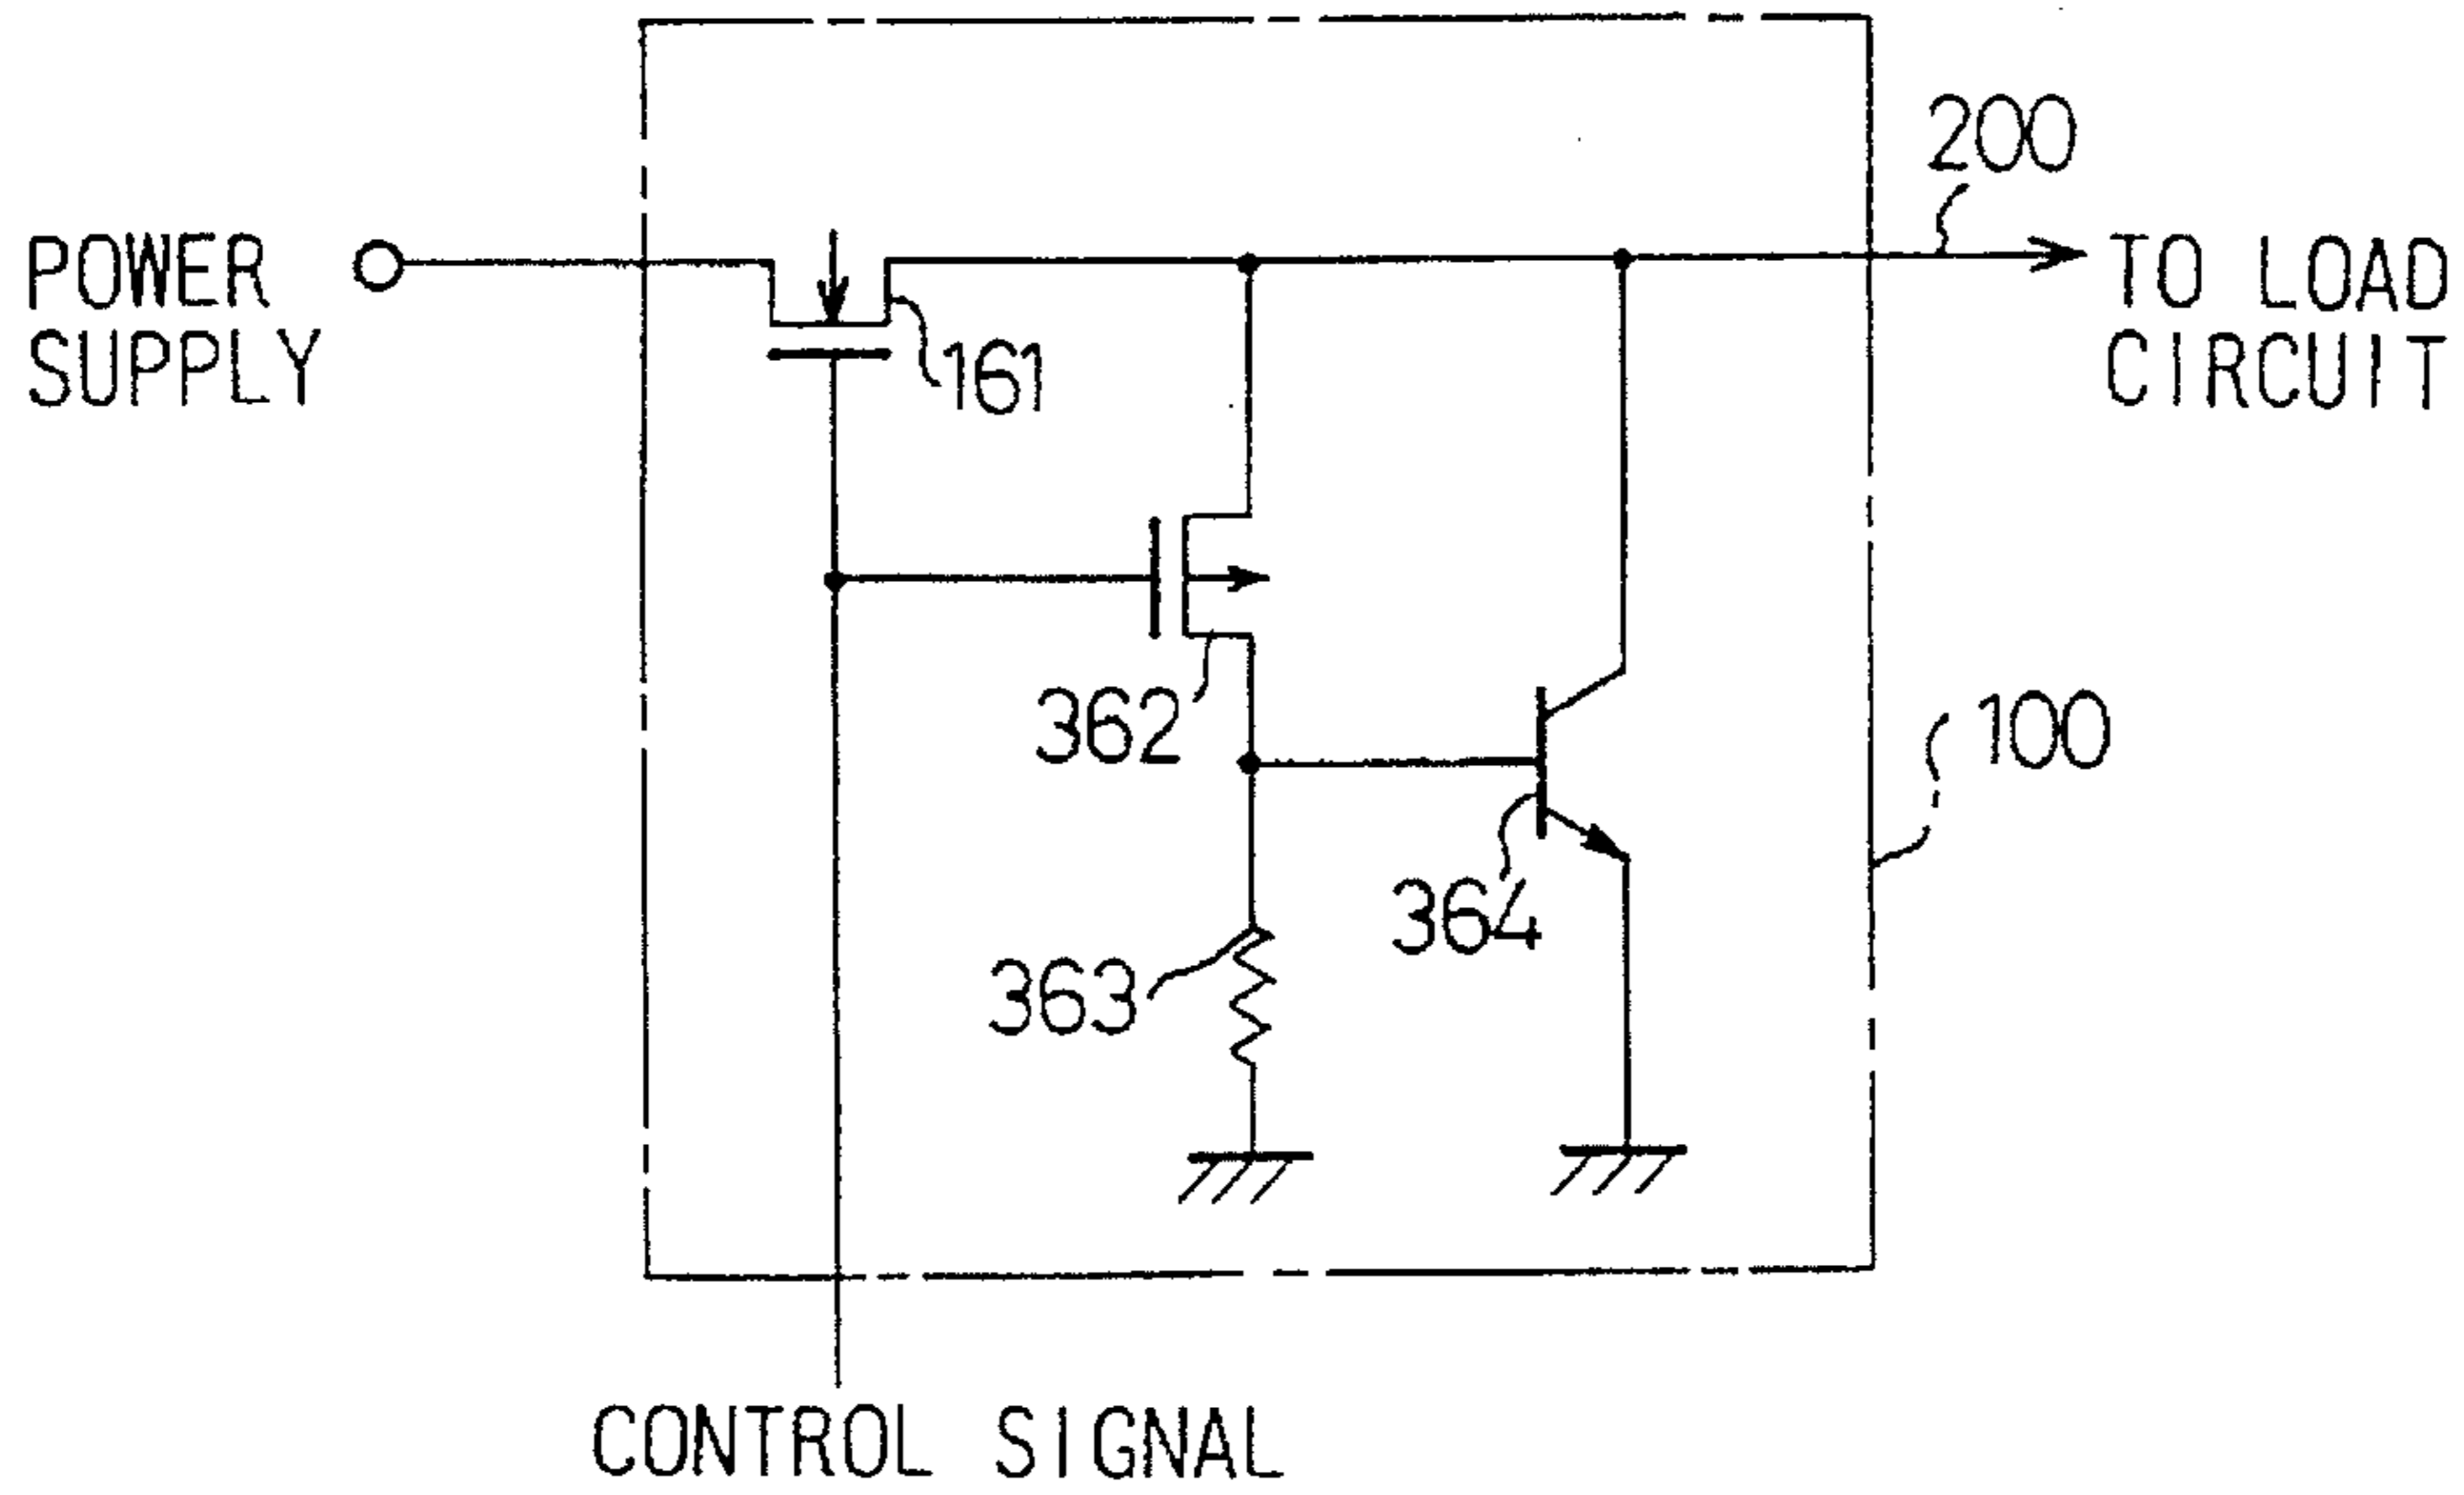 200
POWER
SUPPLY
TO LOAD
CIRCUIT
161
362
100
364
363
CONTROL SIGNAL